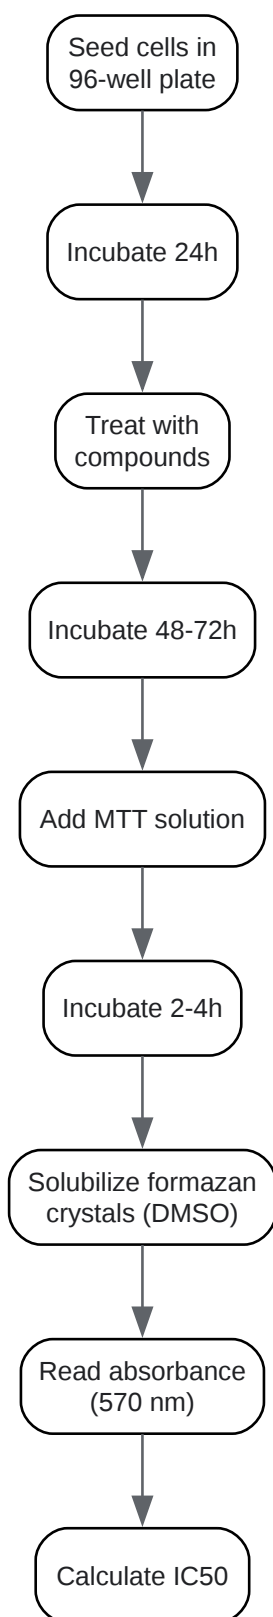 Seed cells in
96-well plate
Incubate 24h
Treat with
compounds
Incubate 48-72h
Add MTT solution
Incubate 2-4h
Solubilize formazan
crystals (DMSO)
Read absorbance
(570 nm)
Calculate IC50